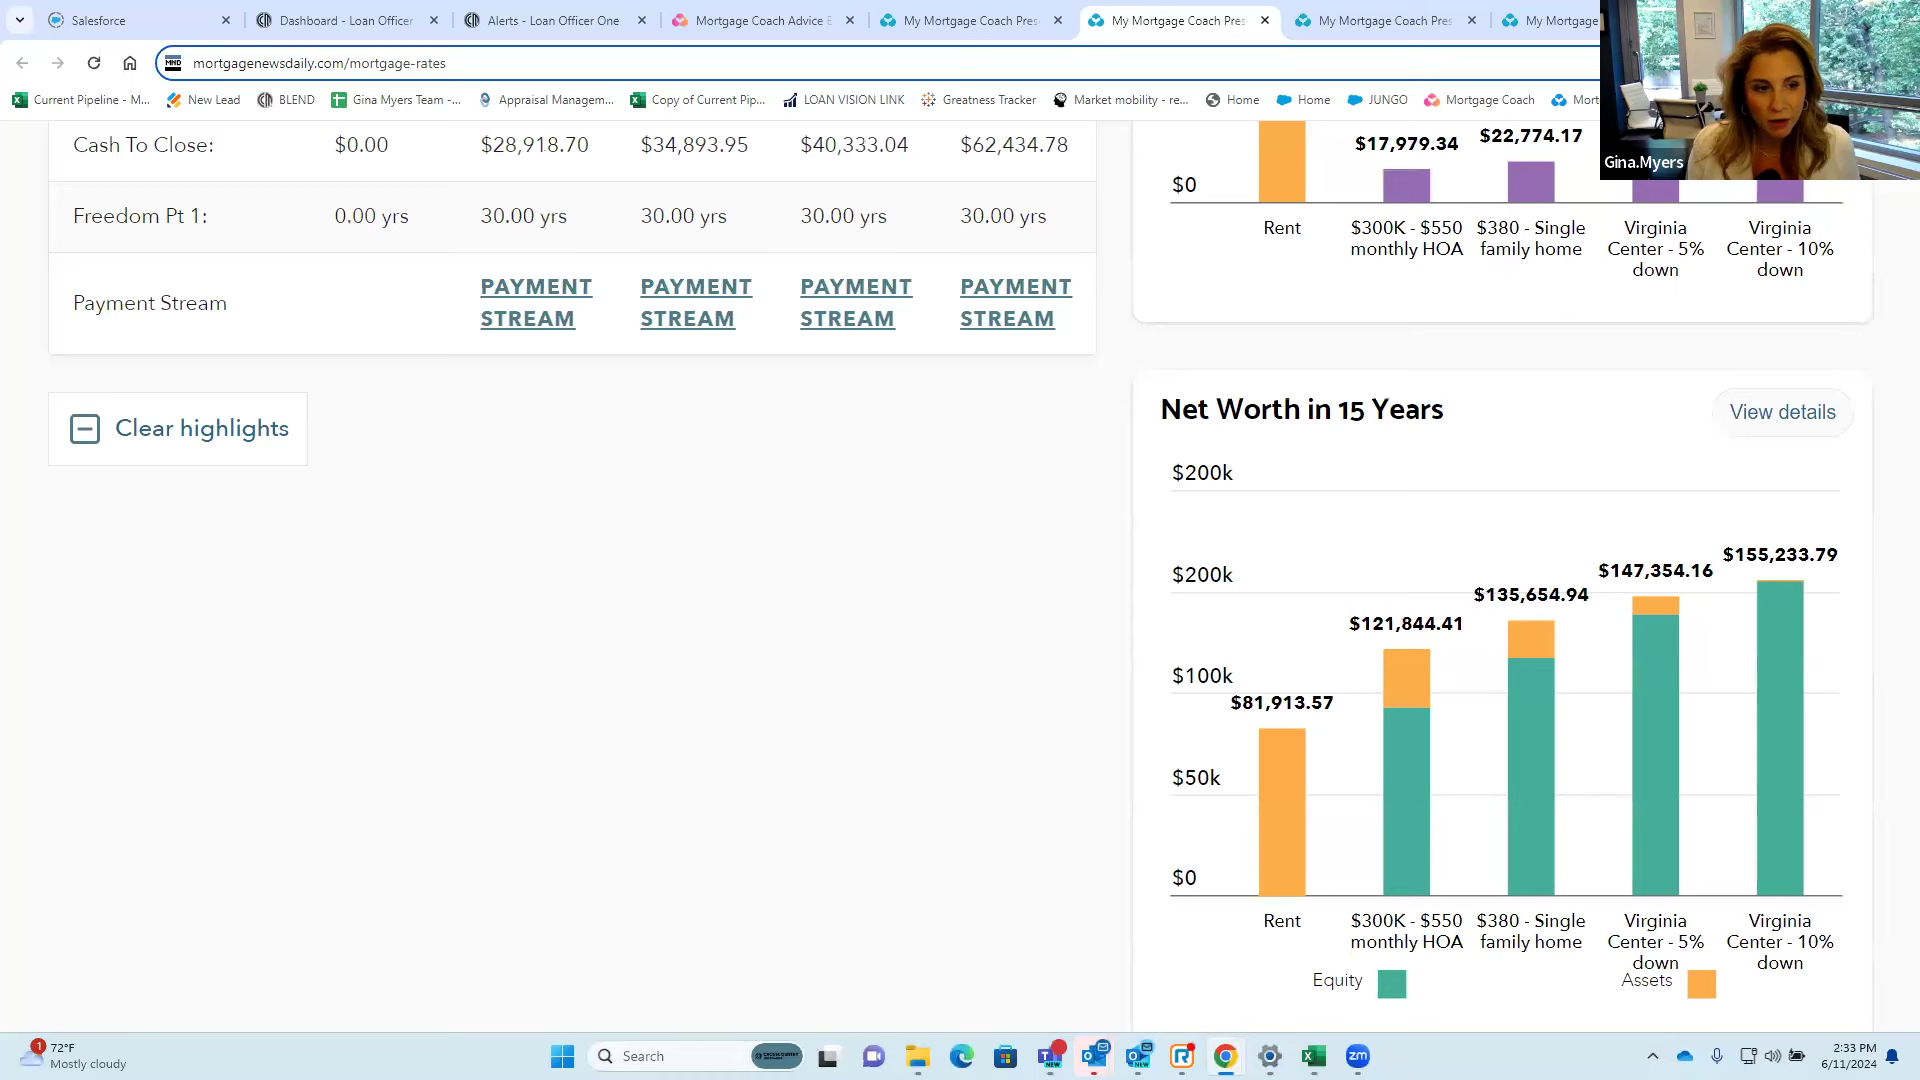 Salesforce
Dashboard - Loan Officer
Alerts - Loan Officer One
Mortgage Coach Advice E
My Mortgage Coach Pres
My Mortgage Coach Pres
My Mortgage Coach Pres
My Mortgage
mortgagenewsdaily.com/mortgage-rates
Current Pipeline - M...
New Lead
BLEND
Gina Myers Team -...
Appraisal Managem...
Copy of Current Pip...
LOAN VISION LINK
Greatness Tracker
Market mobility - re...
Home
Home
JUNGO
Mortgage Coach
Mort
Gina.Myers
Cash To Close: $0.00 $28,918.70 $34,893.95 $40,333.04 $62,434.78
Freedom Pt 1: 0.00 yrs 30.00 yrs 30.00 yrs 30.00 yrs 30.00 yrs
Payment Stream
PAYMENT STREAM
PAYMENT STREAM
PAYMENT STREAM
PAYMENT STREAM
Clear highlights
$17,979.34
$22,774.17
$0
Rent
$300K - $550
monthly HOA
$380 - Single
family home
Virginia
Center - 5%
down
Virginia
Center - 10%
down
Net Worth in 15 Years
View details
$200k
$200k
$100k
$50k
$0
$81,913.57
$121,844.41
$135,654.94
$147,354.16
$155,233.79
Rent
$300K - $550
monthly HOA
$380 - Single
family home
Virginia
Center - 5%
down
Virginia
Center - 10%
down
Equity
Assets
1
72°F
Mostly cloudy
Search
NEW
NEW
zm
2:33 PM
6/11/2024